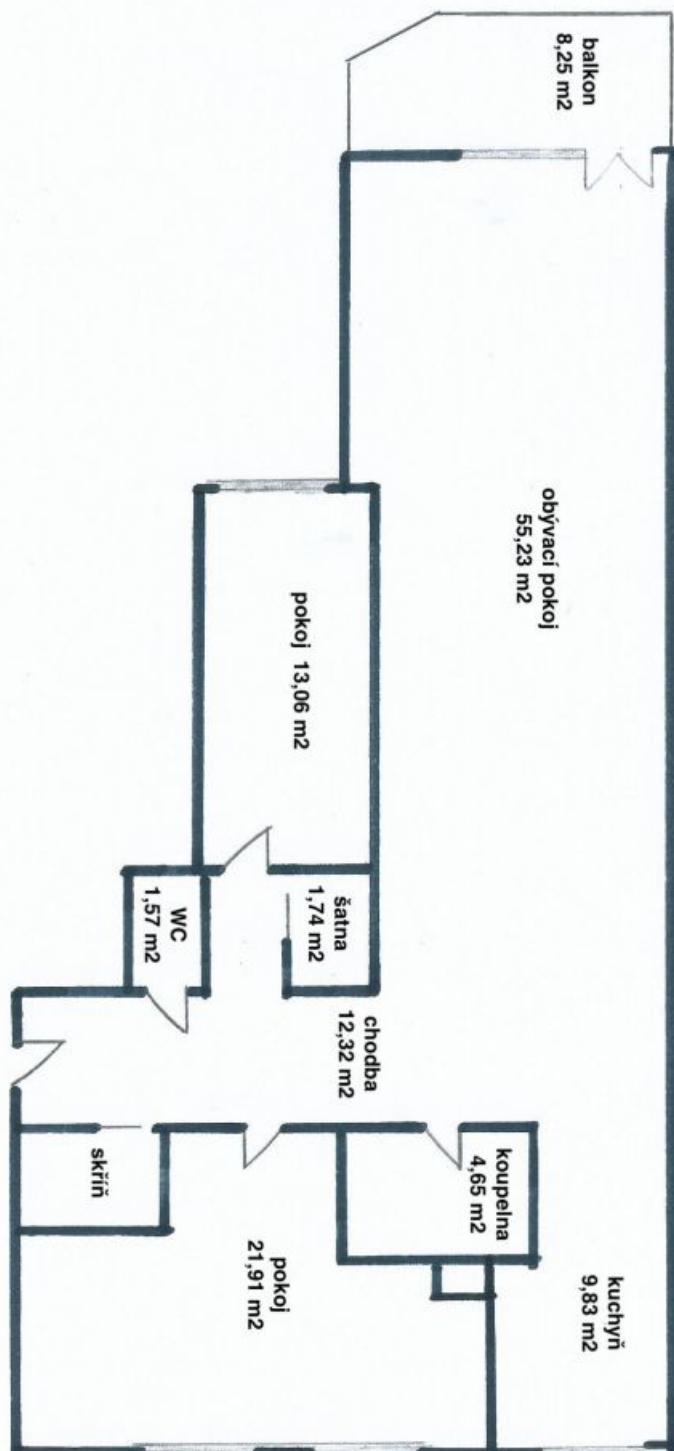 balkon
8,25 m2
obývací pokoj
55,23 m2
pokoj 13,06 m2
šatna
1,74 m2
WC
1,57 m2
chodba
12,32 m2
koupelna
4,65 m2
skříň
pokoj
21,91 m2
kuchyň
9,83 m2